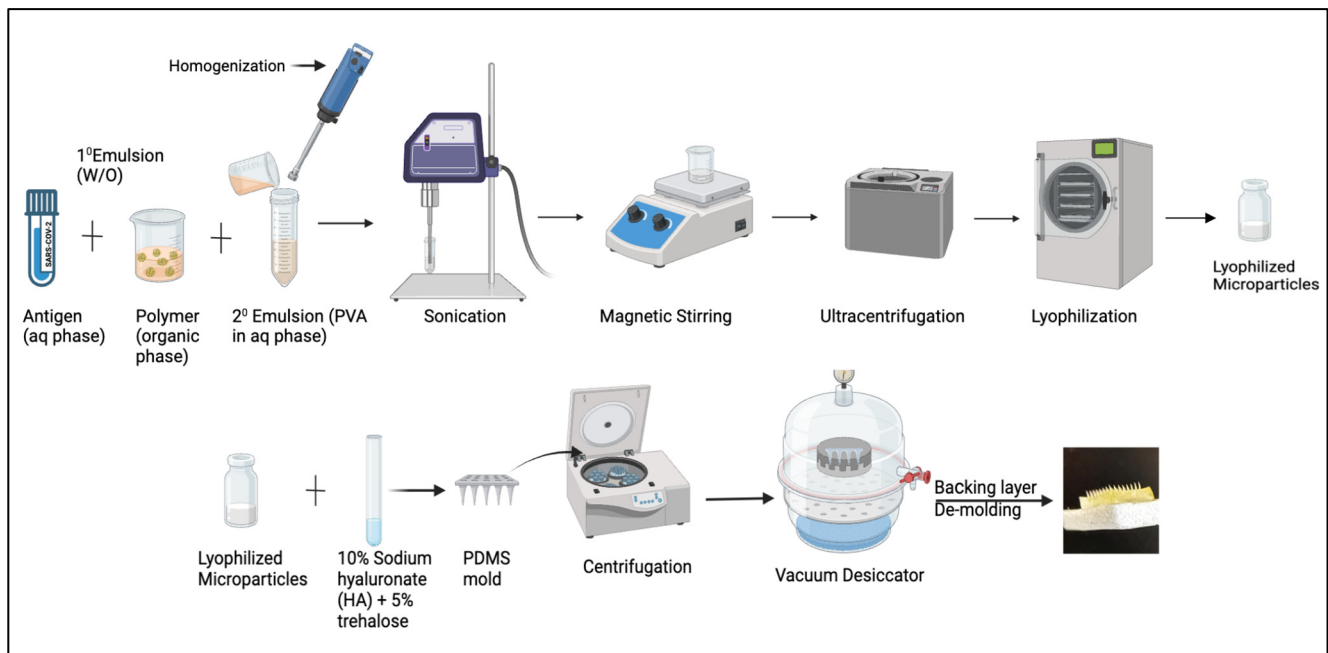 Homogenization
1⁰Emulsion
(W/O)
SARS-COV-2
Antigen
(aq phase)
Polymer
(organic
phase)
2⁰ Emulsion (PVA
in aq phase)
Sonication
Magnetic Stirring
Ultracentrifugation
Lyophilization
Lyophilized
Microparticles
Lyophilized
Microparticles
10% Sodium
hyaluronate
(HA) + 5%
trehalose
PDMS
mold
Centrifugation
Vacuum Desiccator
Backing layer
De-molding